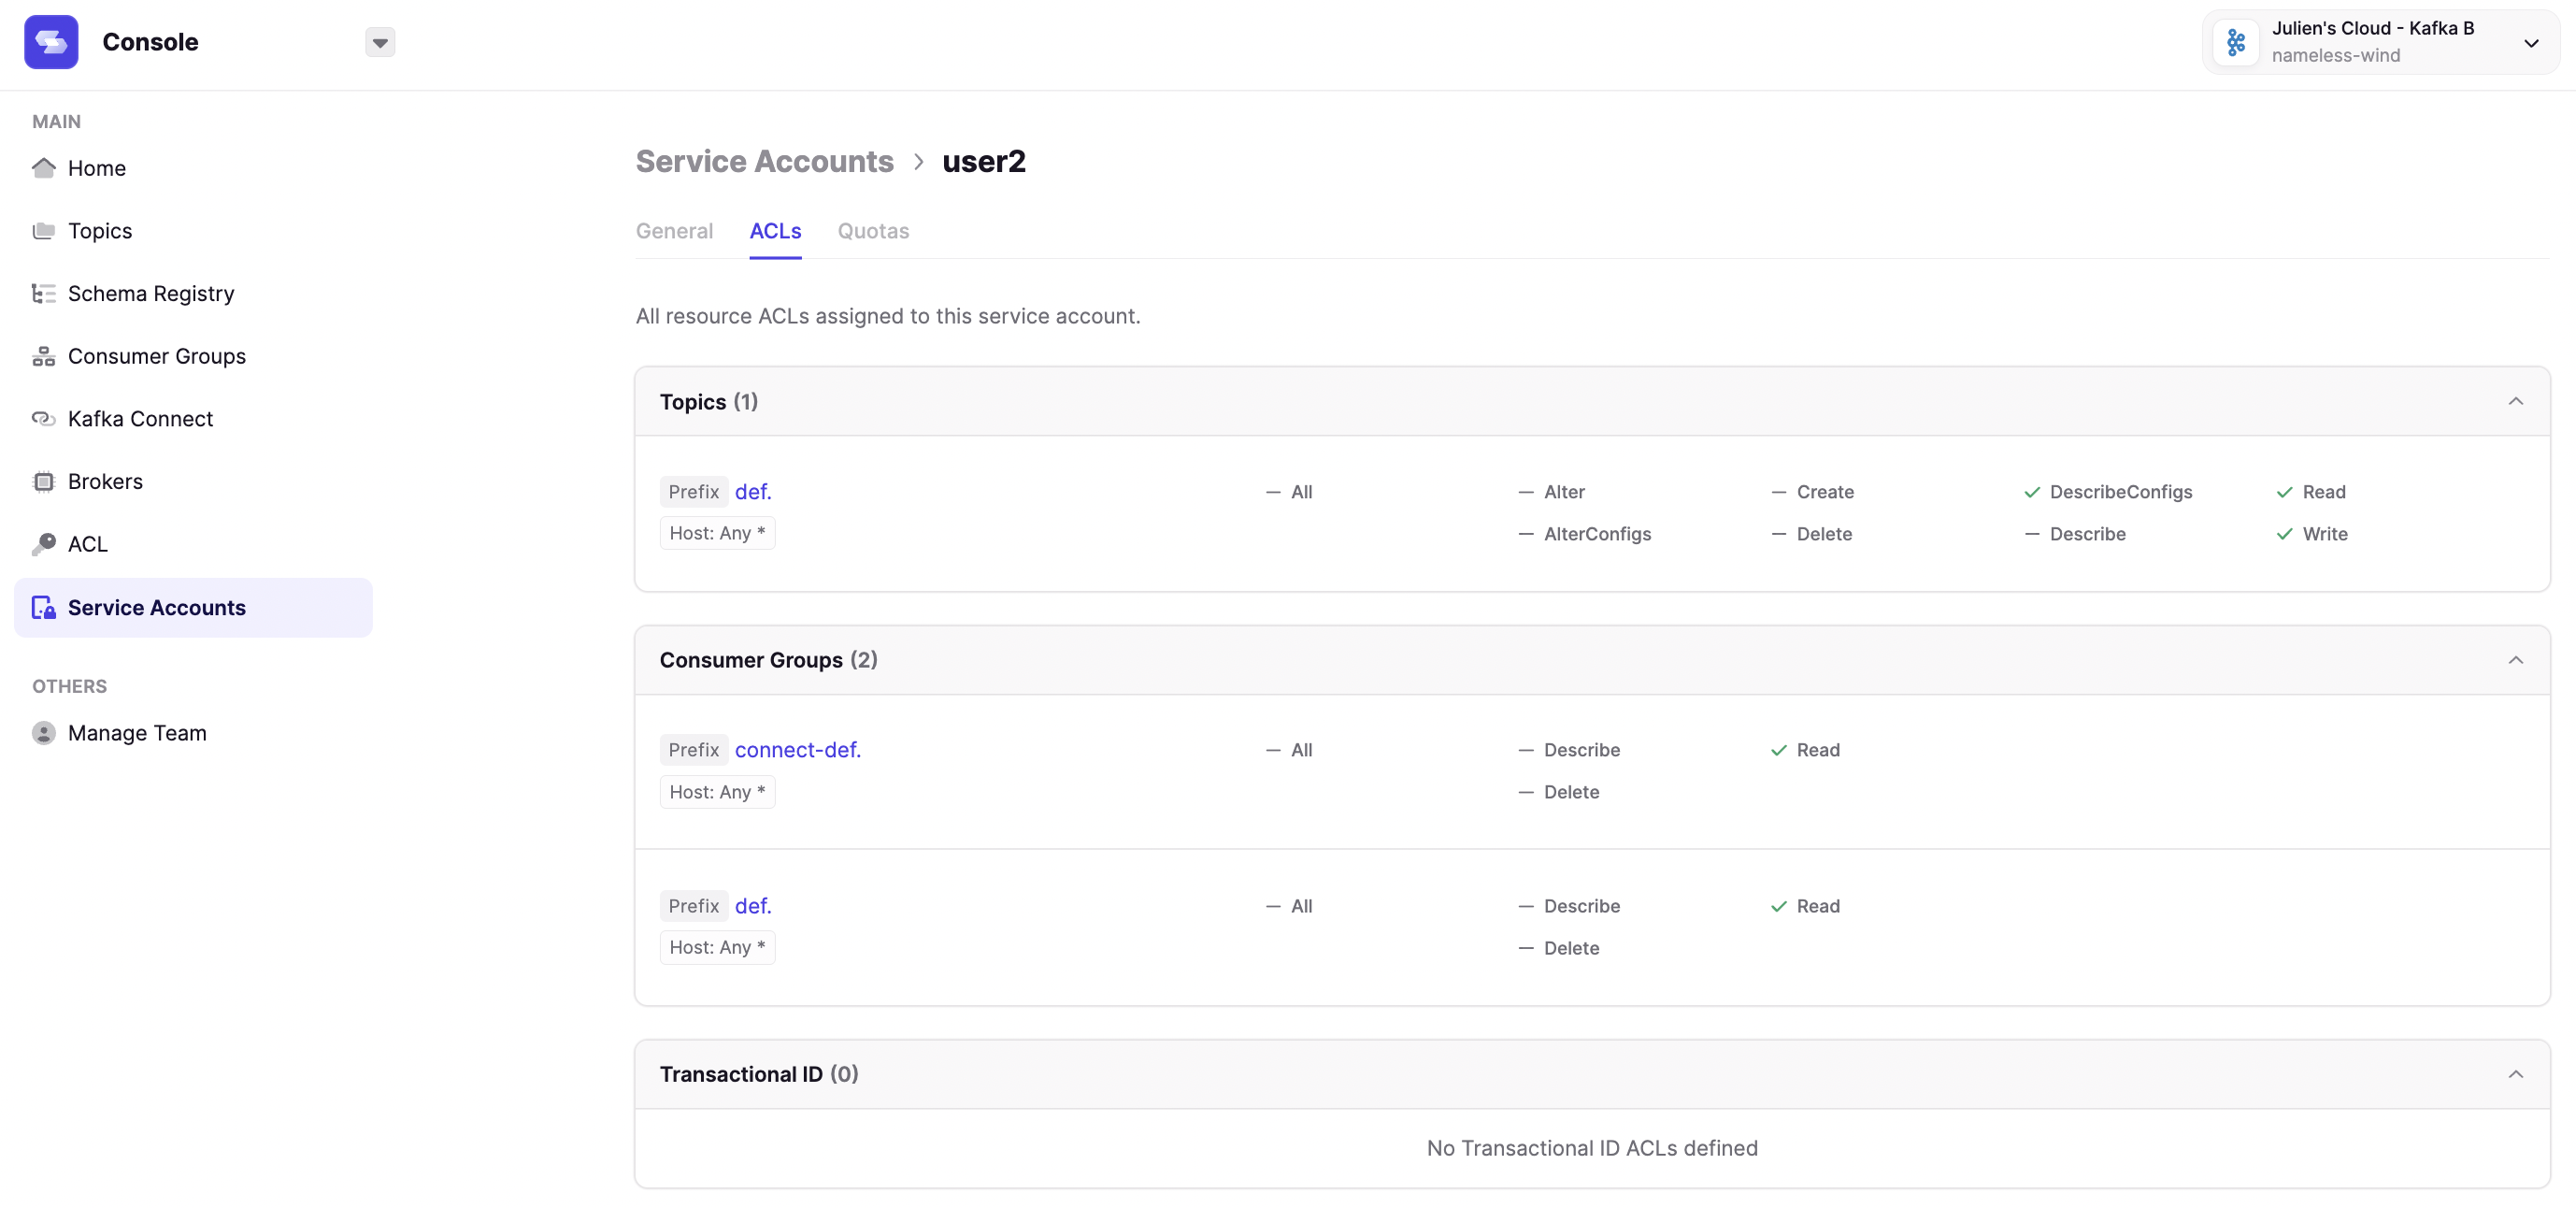 Console
Julien's Cloud - Kafka B
nameless-wind
MAIN
Home
Topics
Schema Registry
Consumer Groups
Kafka Connect
Brokers
ACL
Service Accounts
OTHERS
Manage Team
Service Accounts > user2
General ACLs Quotas
All resource ACLs assigned to this service account.
Topics (1)
Prefix def. All Alter Create DescribeConfigs Read
Host: Any * AlterConfigs Delete Describe Write
Consumer Groups (2)
Prefix connect-def. All Describe Read
Host: Any * Delete
Prefix def. All Describe Read
Host: Any * Delete
Transactional ID (0)
No Transactional ID ACLs defined